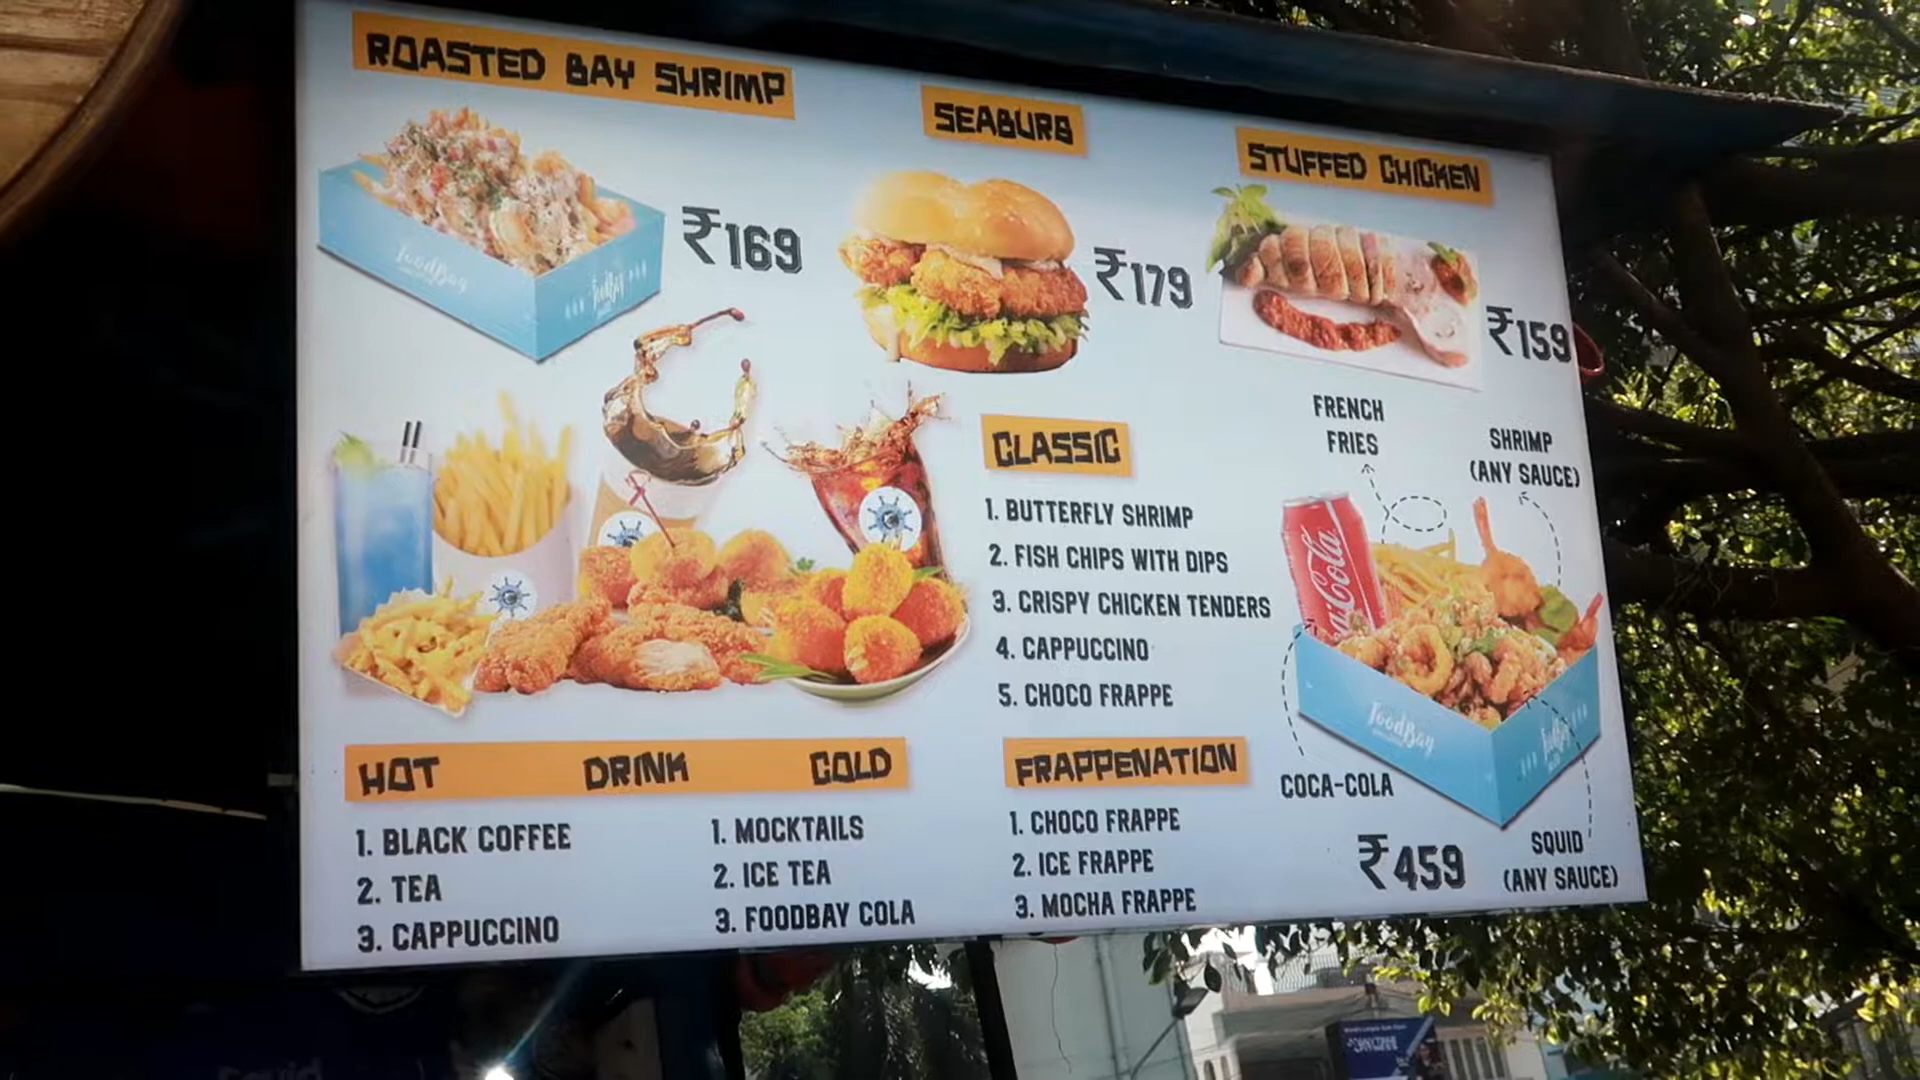 ROASTED BAY SHRIMP
₹169
SEABURB
₹179
STUFFED CHICKEN
₹159
FoodBay
CLASSIC
1. BUTTERFLY SHRIMP
2. FISH CHIPS WITH DIPS
3. CRISPY CHICKEN TENDERS
4. CAPPUCCINO
5. CHOCO FRAPPE
FRENCH
FRIES
SHRIMP
(ANY SAUCE)
Coca-Cola
FoodBay
COCA-COLA
₹459
SQUID
(ANY SAUCE)
HOT DRINK COLD
1. BLACK COFFEE
2. TEA
3. CAPPUCCINO
1. MOCKTAILS
2. ICE TEA
3. FOODBAY COLA
FRAPPENATION
1. CHOCO FRAPPE
2. ICE FRAPPE
3. MOCHA FRAPPE